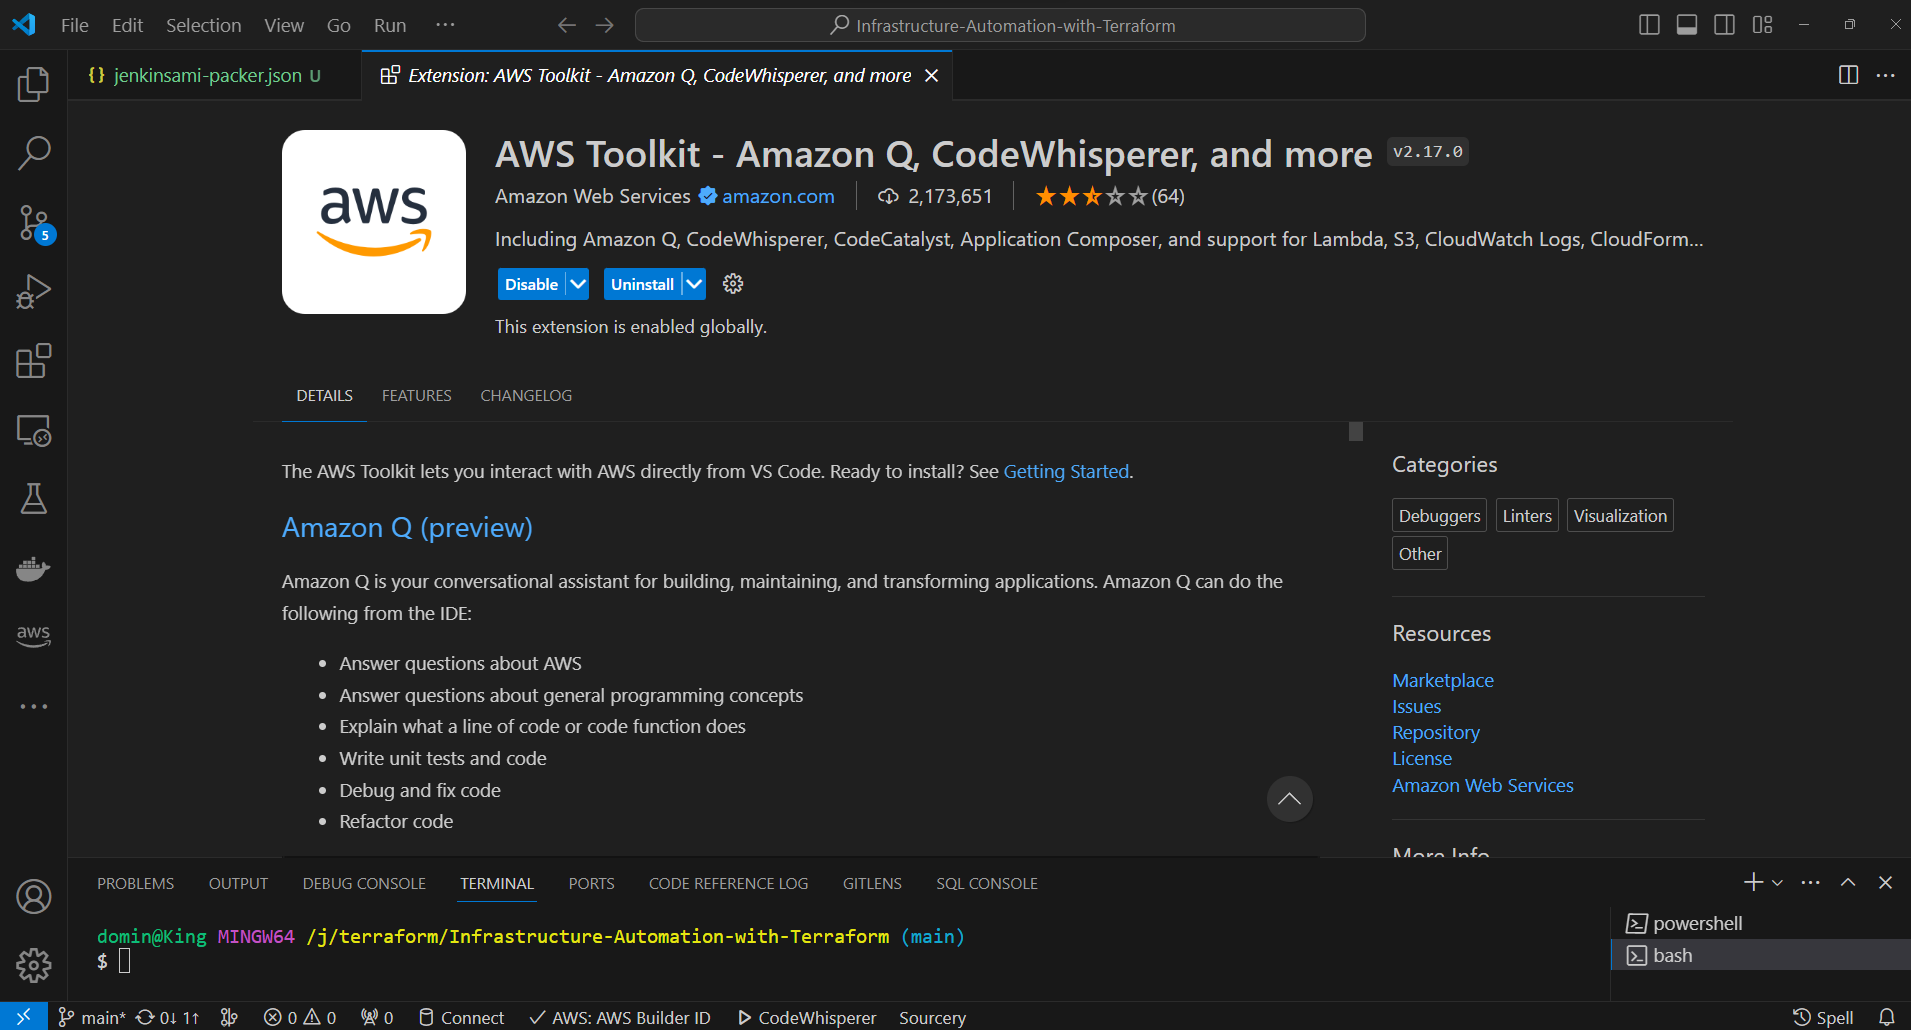 File Edit Selection View Go Run ···
Infrastructure-Automation-with-Terraform
{} jenkinsami-packer.json U
Extension: AWS Toolkit - Amazon Q, CodeWhisperer, and more
aws
AWS Toolkit - Amazon Q, CodeWhisperer, and more v2.17.0
Amazon Web Services amazon.com 2,173,651 (64)
Including Amazon Q, CodeWhisperer, CodeCatalyst, Application Composer, and support for Lambda, S3, CloudWatch Logs, CloudForm...
Disable Uninstall
This extension is enabled globally.
5
DETAILS FEATURES CHANGELOG
The AWS Toolkit lets you interact with AWS directly from VS Code. Ready to install? See Getting Started.
Amazon Q (preview)
Amazon Q is your conversational assistant for building, maintaining, and transforming applications. Amazon Q can do the
following from the IDE:
• Answer questions about AWS
• Answer questions about general programming concepts
• Explain what a line of code or code function does
• Write unit tests and code
• Debug and fix code
• Refactor code
Categories
Debuggers Linters Visualization
Other
Resources
Marketplace
Issues
Repository
License
Amazon Web Services
More Info
aws
PROBLEMS OUTPUT DEBUG CONSOLE TERMINAL PORTS CODE REFERENCE LOG GITLENS SQL CONSOLE
domin@King MINGW64 /j/terraform/Infrastructure-Automation-with-Terraform (main)
$
powershell
bash
main* 0↓ 1↑ 0 0 0 Connect AWS: AWS Builder ID CodeWhisperer Sourcery Spell